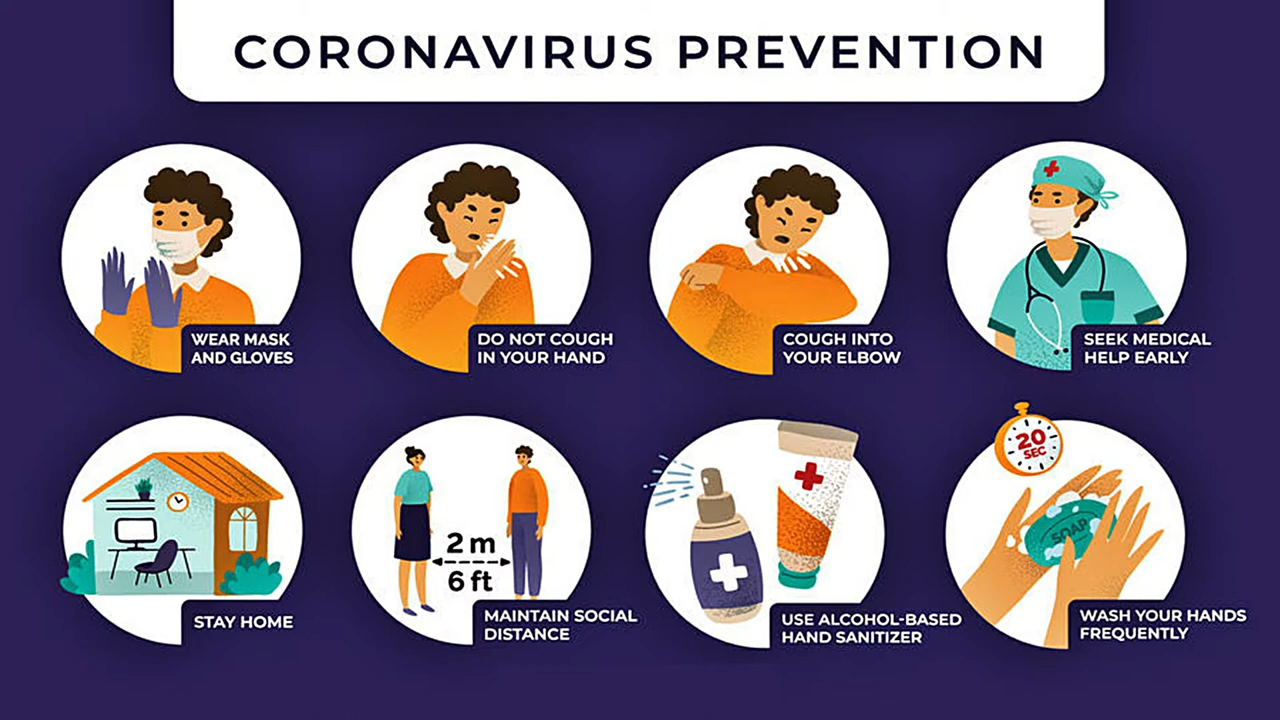 CORONAVIRUS PREVENTION
WEAR MASK
AND GLOVES
DO NOT COUGH
IN YOUR HAND
COUGH INTO
YOUR ELBOW
SEEK MEDICAL
HELP EARLY
STAY HOME
2 m
6 ft
MAINTAIN SOCIAL
DISTANCE
USE ALCOHOL-BASED
HAND SANITIZER
20
SEC
SOAP
WASH YOUR HANDS
FREQUENTLY